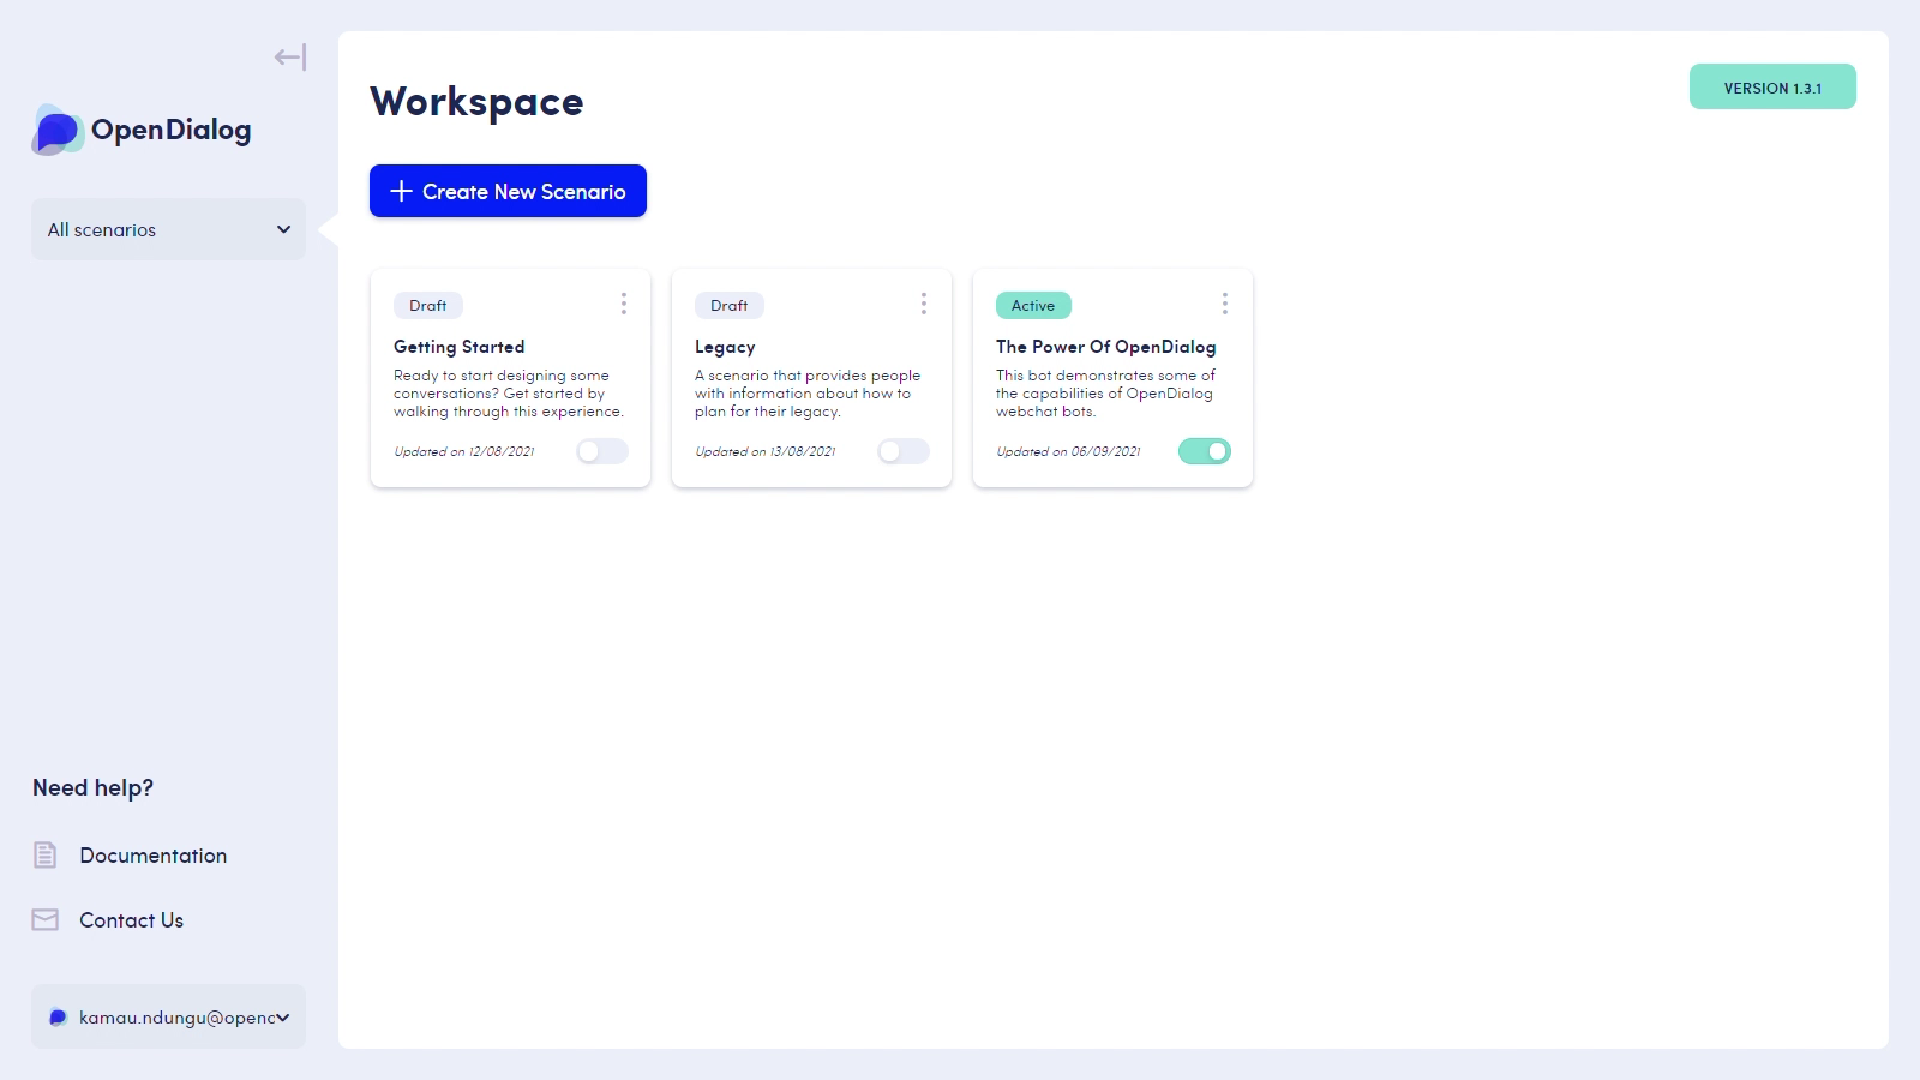 OpenDialog
All scenarios
Workspace
VERSION 1.3.1
Create New Scenario
Draft
Getting Started
Ready to start designing some
conversations? Get started by
walking through this experience.
Updated on 12/08/2021
Draft
Legacy
A scenario that provides people
with information about how to
plan for their legacy.
Updated on 13/08/2021
Active
The Power Of OpenDialog
This bot demonstrates some of
the capabilities of OpenDialog
webchat bots.
Updated on 06/09/2021
Need help?
Documentation
Contact Us
kamau.ndungu@openc